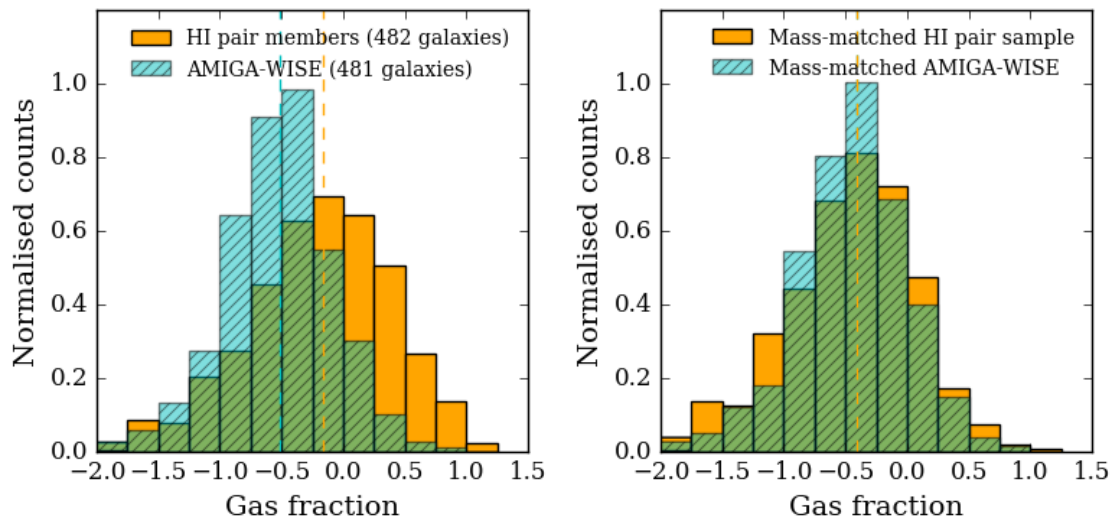 HI pair members (482 galaxies)
AMIGA-WISE (481 galaxies)
Normalised counts
1.0
0.8
0.6
0.4
0.2
0.0
−2.0 −1.5 −1.0 −0.5 0.0 0.5 1.0 1.5
Gas fraction
Mass-matched HI pair sample
Mass-matched AMIGA-WISE
Normalised counts
1.0
0.8
0.6
0.4
0.2
0.0
−2.0 −1.5 −1.0 −0.5 0.0 0.5 1.0 1.5
Gas fraction